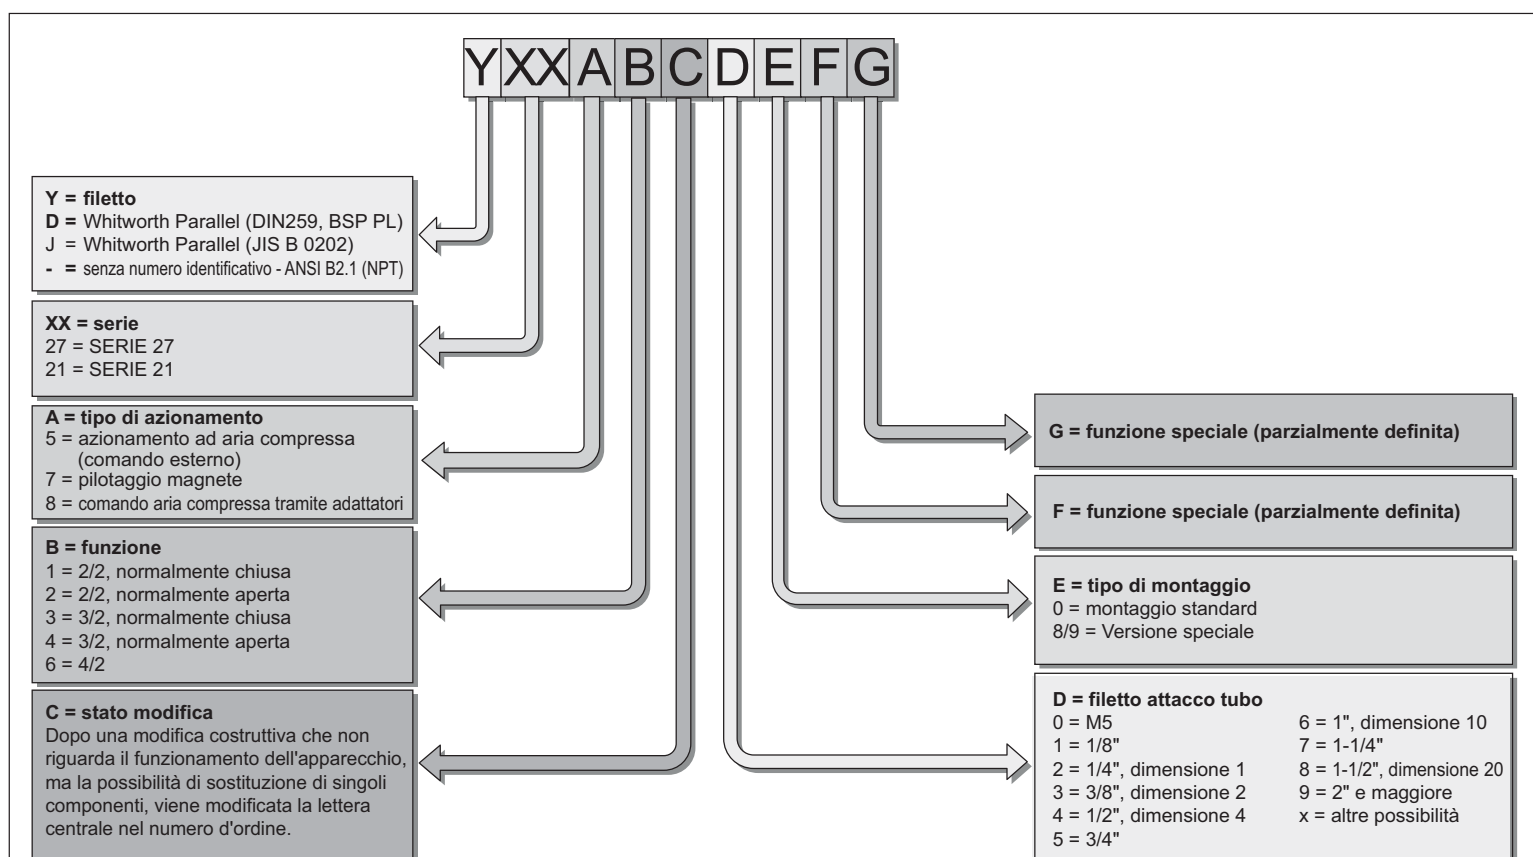 YXXABCDEFG
Y = filetto
D = Whitworth Parallel (DIN259, BSP PL)
J = Whitworth Parallel (JIS B 0202)
- = senza numero identificativo - ANSI B2.1 (NPT)
XX = serie
27 = SERIE 27
21 = SERIE 21
A = tipo di azionamento
5 = azionamento ad aria compressa
(comando esterno)
7 = pilotaggio magnete
8 = comando aria compressa tramite adattatori
B = funzione
1 = 2/2, normalmente chiusa
2 = 2/2, normalmente aperta
3 = 3/2, normalmente chiusa
4 = 3/2, normalmente aperta
6 = 4/2
C = stato modifica
Dopo una modifica costruttiva che non
riguarda il funzionamento dell'apparecchio,
ma la possibilità di sostituzione di singoli
componenti, viene modificata la lettera
centrale nel numero d'ordine.
G = funzione speciale (parzialmente definita)
F = funzione speciale (parzialmente definita)
E = tipo di montaggio
0 = montaggio standard
8/9 = Versione speciale
D = filetto attacco tubo
0 = M5
1 = 1/8"
2 = 1/4", dimensione 1
3 = 3/8", dimensione 2
4 = 1/2", dimensione 4
5 = 3/4"
6 = 1", dimensione 10
7 = 1-1/4"
8 = 1-1/2", dimensione 20
9 = 2" e maggiore
x = altre possibilità